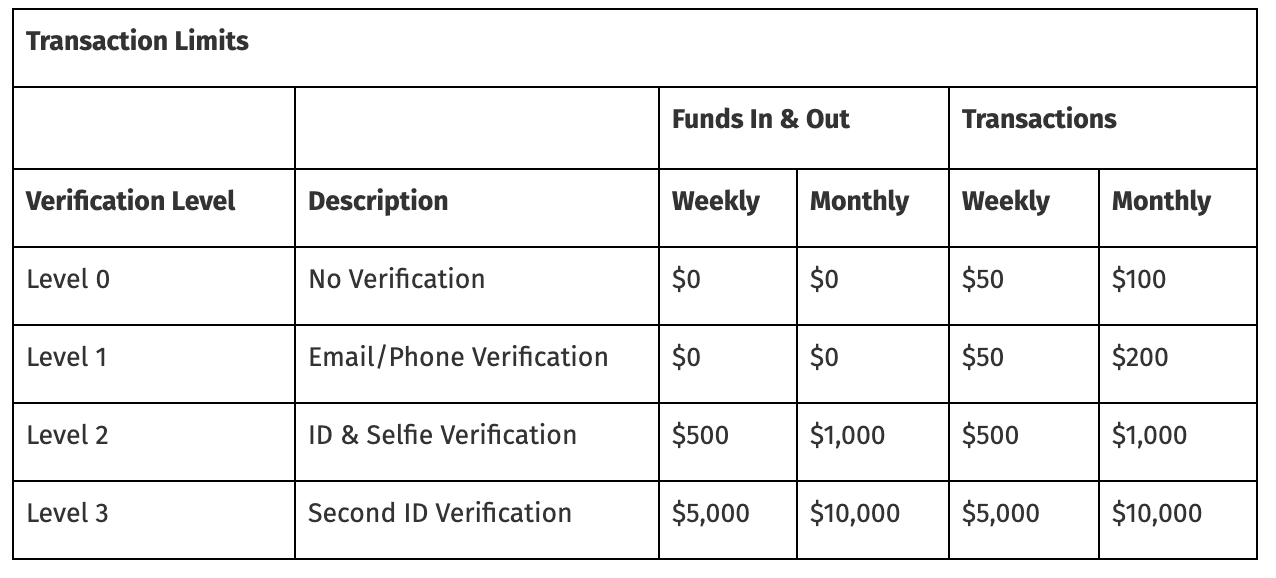 Transaction Limits
Funds In & Out Transactions
Verification Level Description Weekly Monthly Weekly Monthly
Level 0 No Verification $0 $0 $50 $100
Level 1 Email/Phone Verification $0 $0 $50 $200
Level 2 ID & Selfie Verification $500 $1,000 $500 $1,000
Level 3 Second ID Verification $5,000 $10,000 $5,000 $10,000